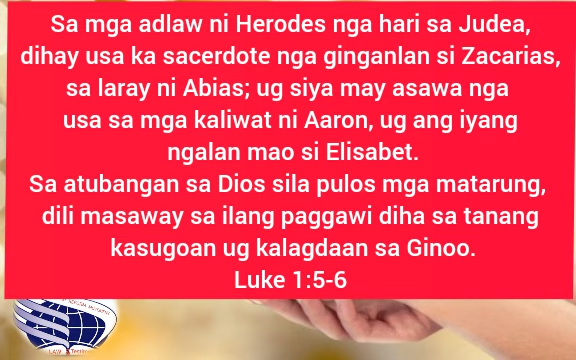 Sa mga adlaw ni Herodes nga hari sa Judea,
dihay usa ka sacerdote nga ginganlan si Zacarias,
sa laray ni Abias; ug siya may asawa nga
usa sa mga kaliwat ni Aaron, ug ang iyang
ngalan mao si Elisabet.
Sa atubangan sa Dios sila pulos mga matarung,
dili masaway sa ilang paggawi diha sa tanang
kasugoan ug kalagdaan sa Ginoo.
Luke 1:5-6
LAW